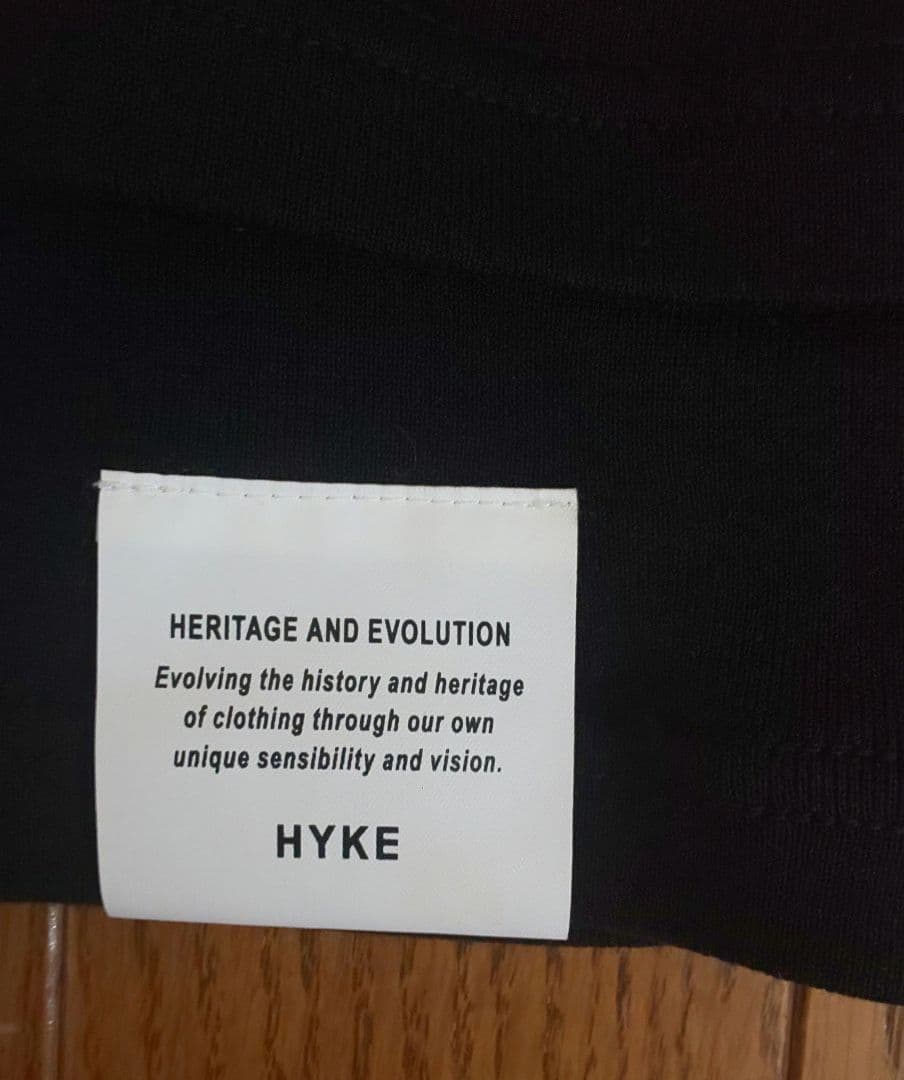 HERITAGE AND EVOLUTION
Evolving the history and heritage
of clothing through our own
unique sensibility and vision.
HYKE